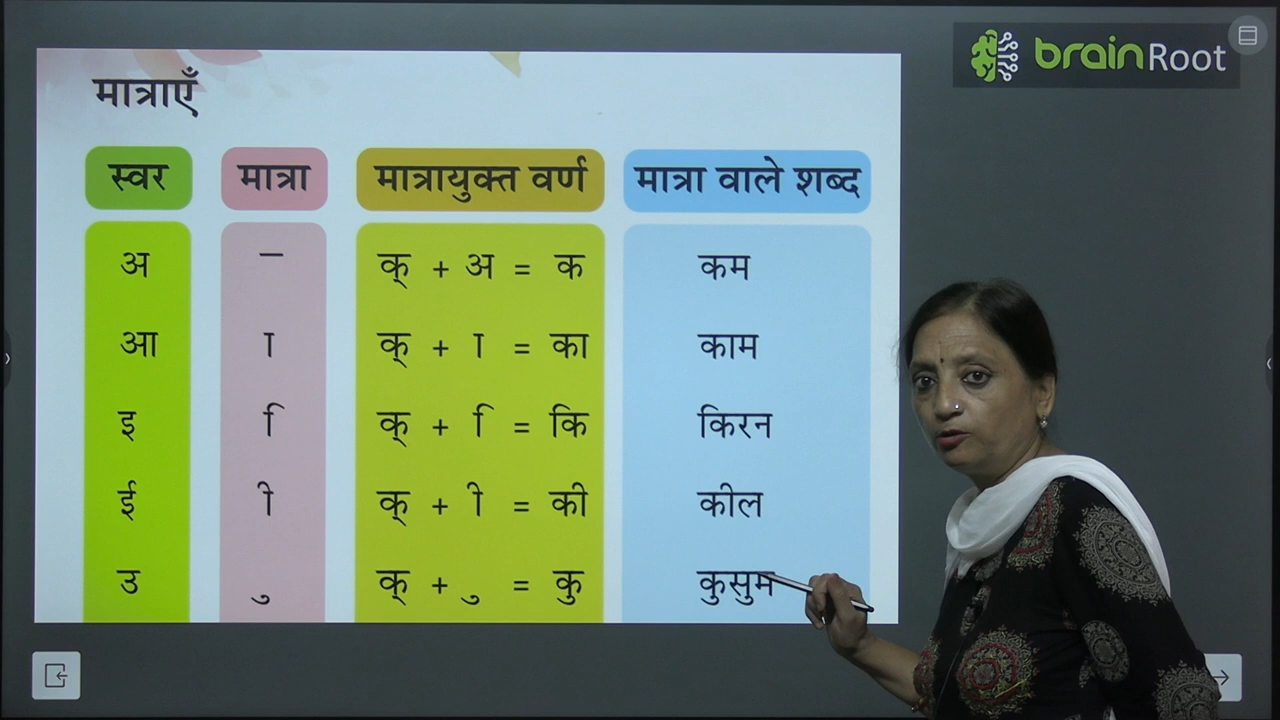 brainRoot
मात्राएँ
स्वर मात्रा मात्रायुक्त वर्ण मात्रा वाले शब्द
अ – क् + अ = क कम
आ ा क् + ा = का काम
इ ि क् + ि = कि किरन
ई ी क् + ी = की कील
उ ु क् + ु = कु कुसुम